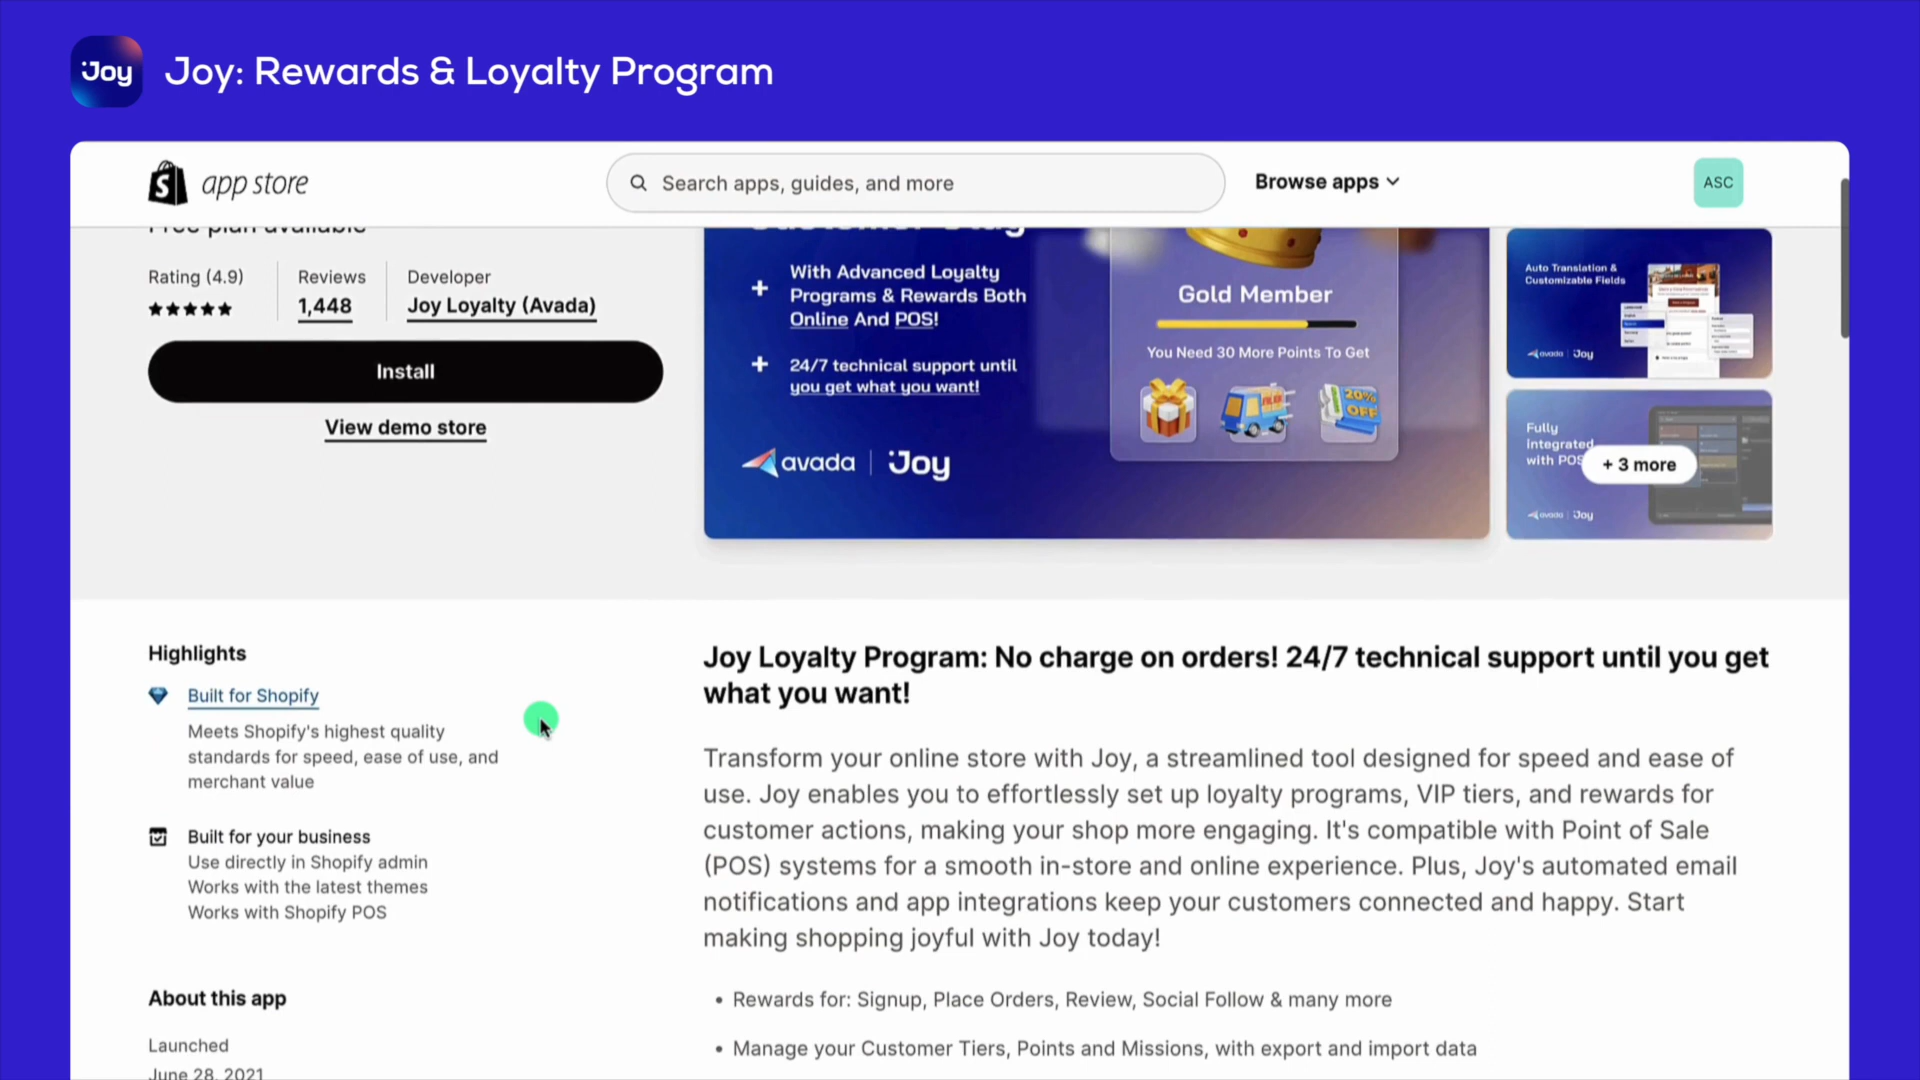 Joy
Joy: Rewards & Loyalty Program
app store
Search apps, guides, and more
Browse apps
ASC
Free plan available
Rating (4.9)
Reviews
1,448
Developer
Joy Loyalty (Avada)
Install
View demo store
With Advanced Loyalty
Programs & Rewards Both
Online And POS!
24/7 technical support until
you get what you want!
avada | Joy
Gold Member
You Need 30 More Points To Get
20%
OFF
Auto Translation &
Customizable Fields
avada | Joy
Fully
integrated
with POS
+ 3 more
avada | Joy
Highlights
Built for Shopify
Meets Shopify's highest quality
standards for speed, ease of use, and
merchant value
Built for your business
Use directly in Shopify admin
Works with the latest themes
Works with Shopify POS
About this app
Launched
June 28, 2021
Joy Loyalty Program: No charge on orders! 24/7 technical support until you get
what you want!
Transform your online store with Joy, a streamlined tool designed for speed and ease of
use. Joy enables you to effortlessly set up loyalty programs, VIP tiers, and rewards for
customer actions, making your shop more engaging. It's compatible with Point of Sale
(POS) systems for a smooth in-store and online experience. Plus, Joy's automated email
notifications and app integrations keep your customers connected and happy. Start
making shopping joyful with Joy today!
• Rewards for: Signup, Place Orders, Review, Social Follow & many more
• Manage your Customer Tiers, Points and Missions, with export and import data